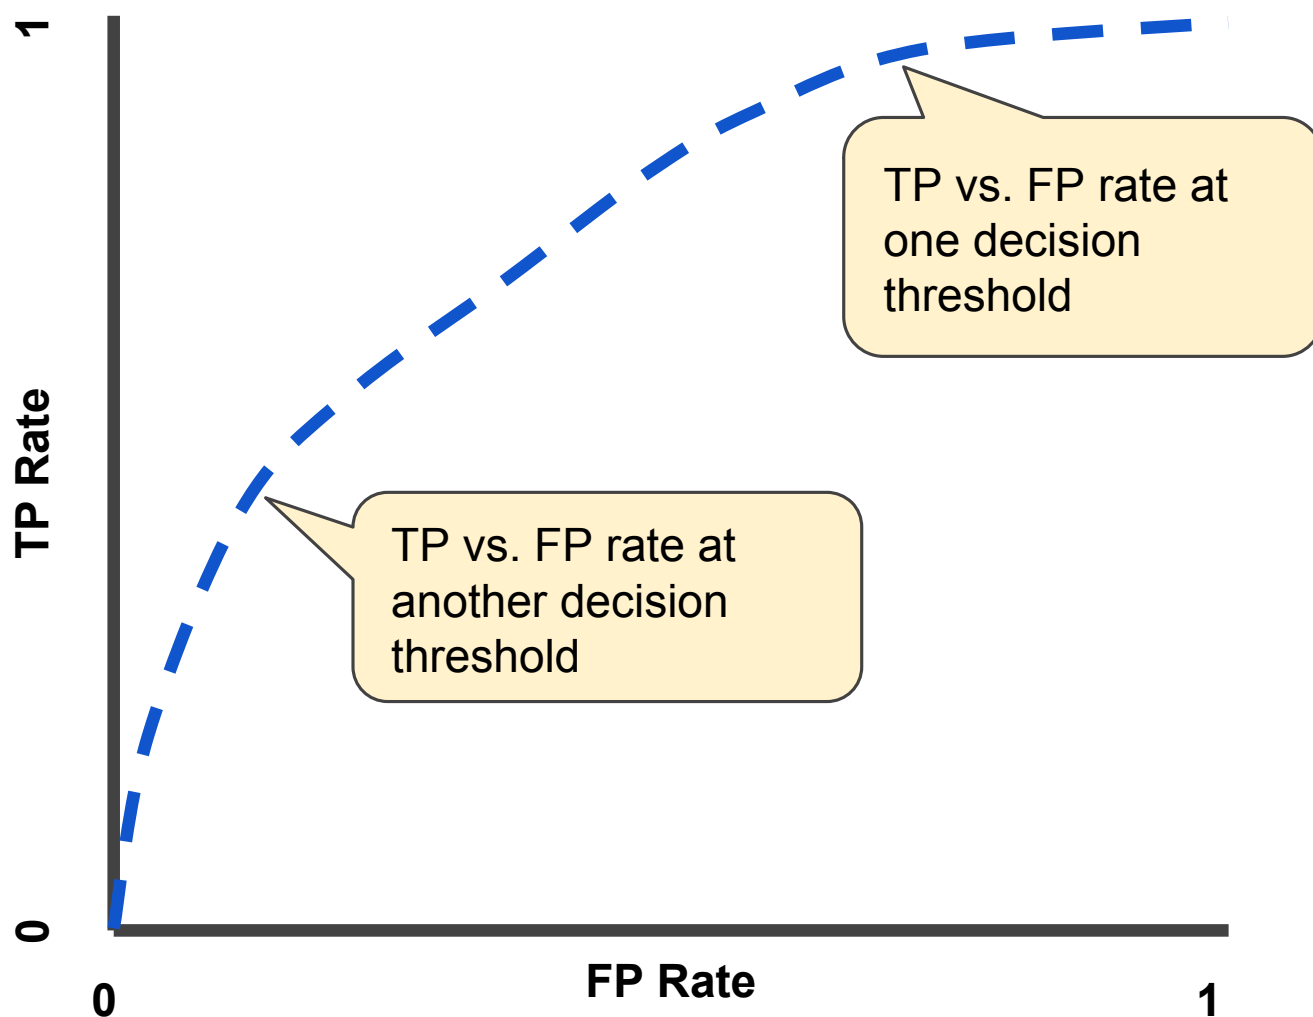 1
TP vs. FP rate at
one decision
threshold
TP Rate
TP vs. FP rate at
another decision
threshold
0
FP Rate
0
1